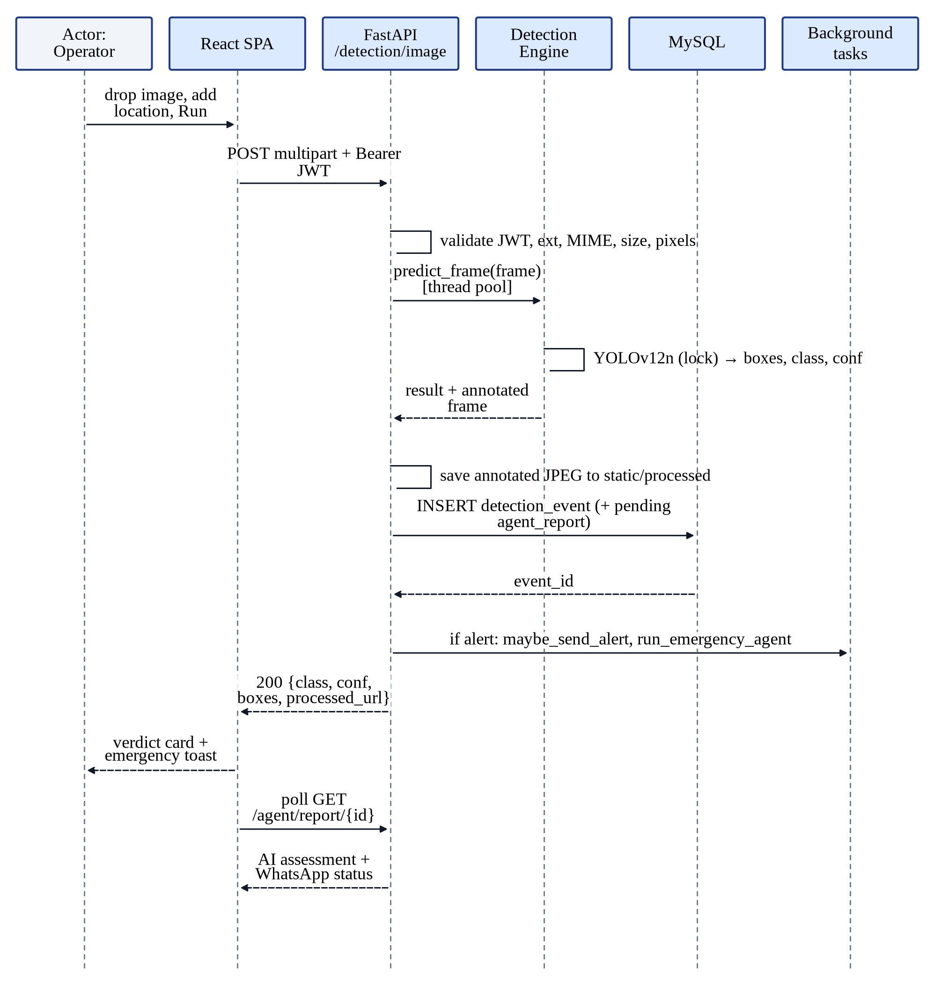 Actor:
Operator
React SPA
FastAPI
/detection/image
Detection
Engine
MySQL
Background
tasks
drop image, add
location, Run
POST multipart + Bearer
JWT
validate JWT, ext, MIME, size, pixels
predict_frame(frame)
[thread pool]
YOLOv12n (lock) → boxes, class, conf
result + annotated
frame
save annotated JPEG to static/processed
INSERT detection_event (+ pending
agent_report)
event_id
if alert: maybe_send_alert, run_emergency_agent
200 {class, conf,
boxes, processed_url}
verdict card +
emergency toast
poll GET
/agent/report/{id}
AI assessment +
WhatsApp status